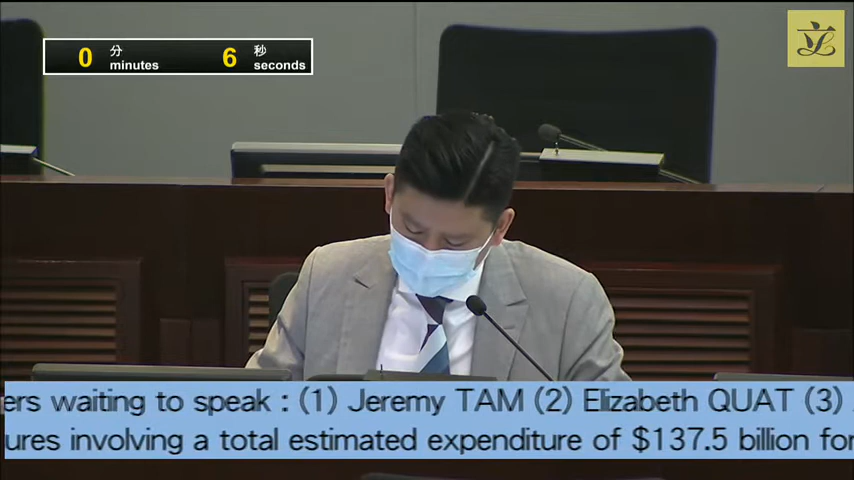 0 分 minutes 6 秒 seconds
ers waiting to speak : (1) Jeremy TAM (2) Elizabeth QUAT (3)
ures involving a total estimated expenditure of $137.5 billion for